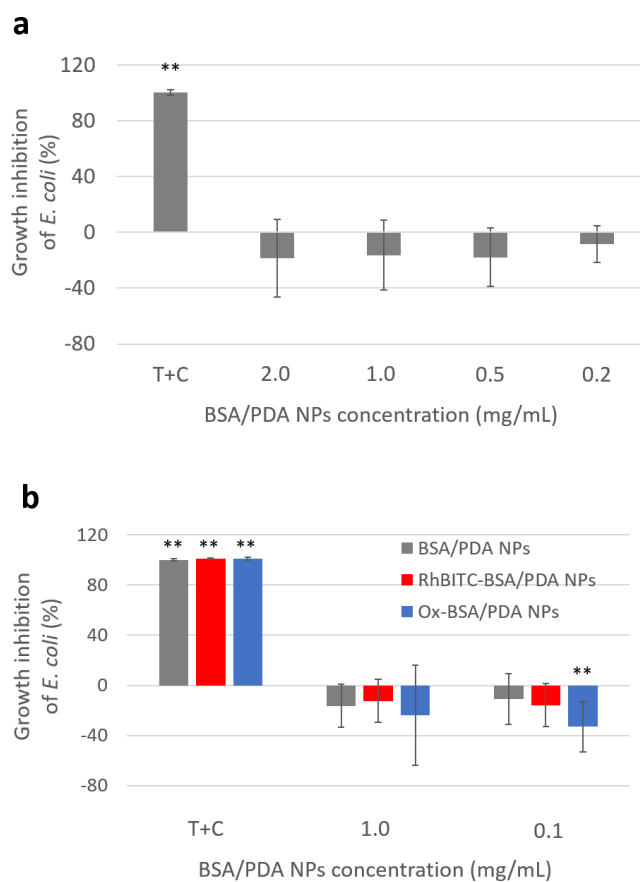 a
120
**
80
40
0
-40
-80
Growth inhibition
of E. coli (%)
T+C 2.0 1.0 0.5 0.2
BSA/PDA NPs concentration (mg/mL)
b
120
** ** **
80
40
0
-40
-80
Growth inhibition
of E. coli (%)
BSA/PDA NPs
RhBITC-BSA/PDA NPs
Ox-BSA/PDA NPs
**
T+C 1.0 0.1
BSA/PDA NPs concentration (mg/mL)